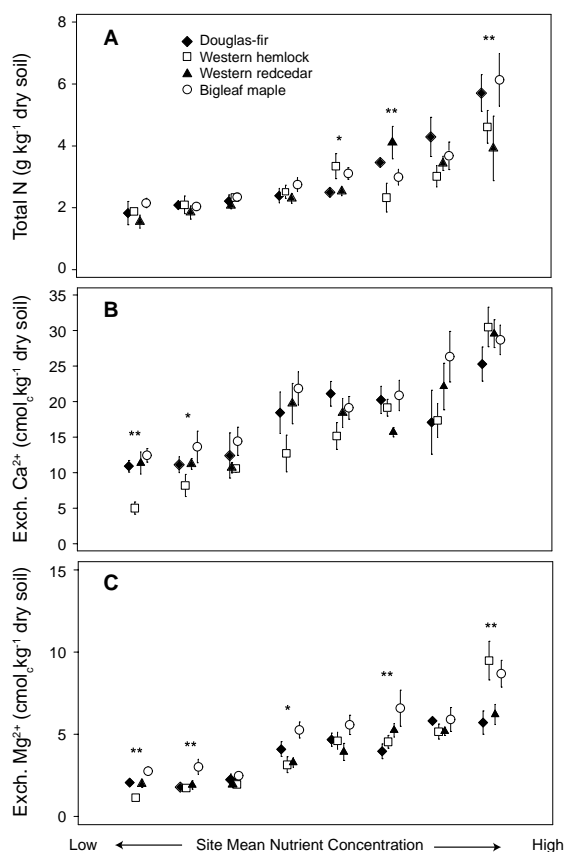 A
Douglas-fir
Western hemlock
Western redcedar
Bigleaf maple
Total N (g kg⁻¹ dry soil)
8
6
4
2
0
*
**
**
B
Exch. Ca²⁺ (cmol꜀kg⁻¹ dry soil)
35
30
25
20
15
10
5
0
**
*
C
Exch. Mg²⁺ (cmol꜀kg⁻¹ dry soil)
15
10
5
0
**
**
*
**
**
Low Site Mean Nutrient Concentration High